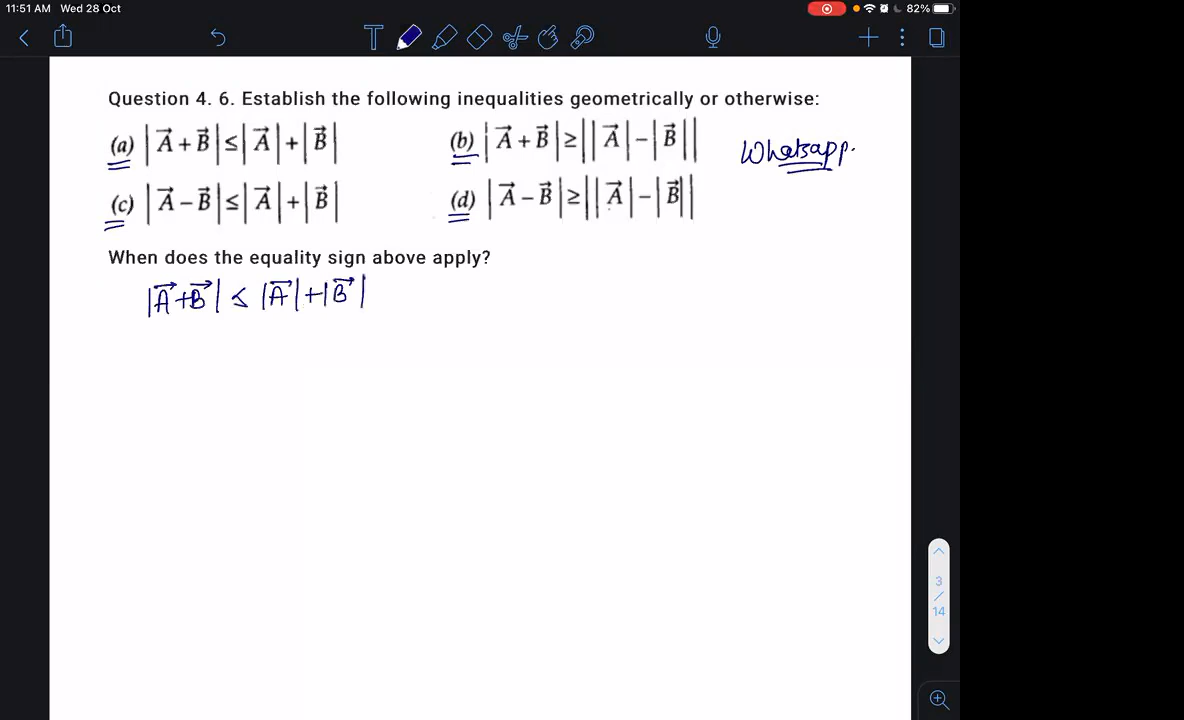 11:51 AM Wed 28 Oct 82%
Question 4. 6. Establish the following inequalities geometrically or otherwise:
(a) |A⃗ + B⃗| ≤ |A⃗| + |B⃗| (b) |A⃗ + B⃗| ≥ ||A⃗| − |B⃗|| Whatsapp.
(c) |A⃗ − B⃗| ≤ |A⃗| + |B⃗| (d) |A⃗ − B⃗| ≥ ||A⃗| − |B⃗||
When does the equality sign above apply?
|A⃗ + B⃗| ≤ |A⃗| + |B⃗|
3
/
14